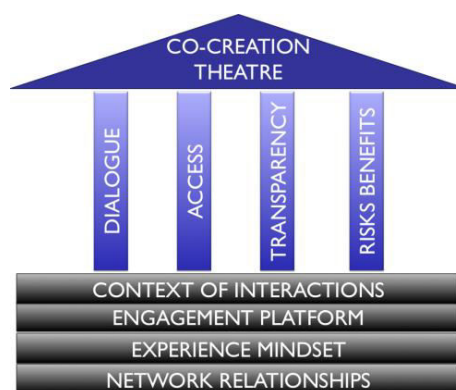 CO-CREATION
THEATRE
DIALOGUE
ACCESS
TRANSPARENCY
RISKS BENEFITS
CONTEXT OF INTERACTIONS
ENGAGEMENT PLATFORM
EXPERIENCE MINDSET
NETWORK RELATIONSHIPS